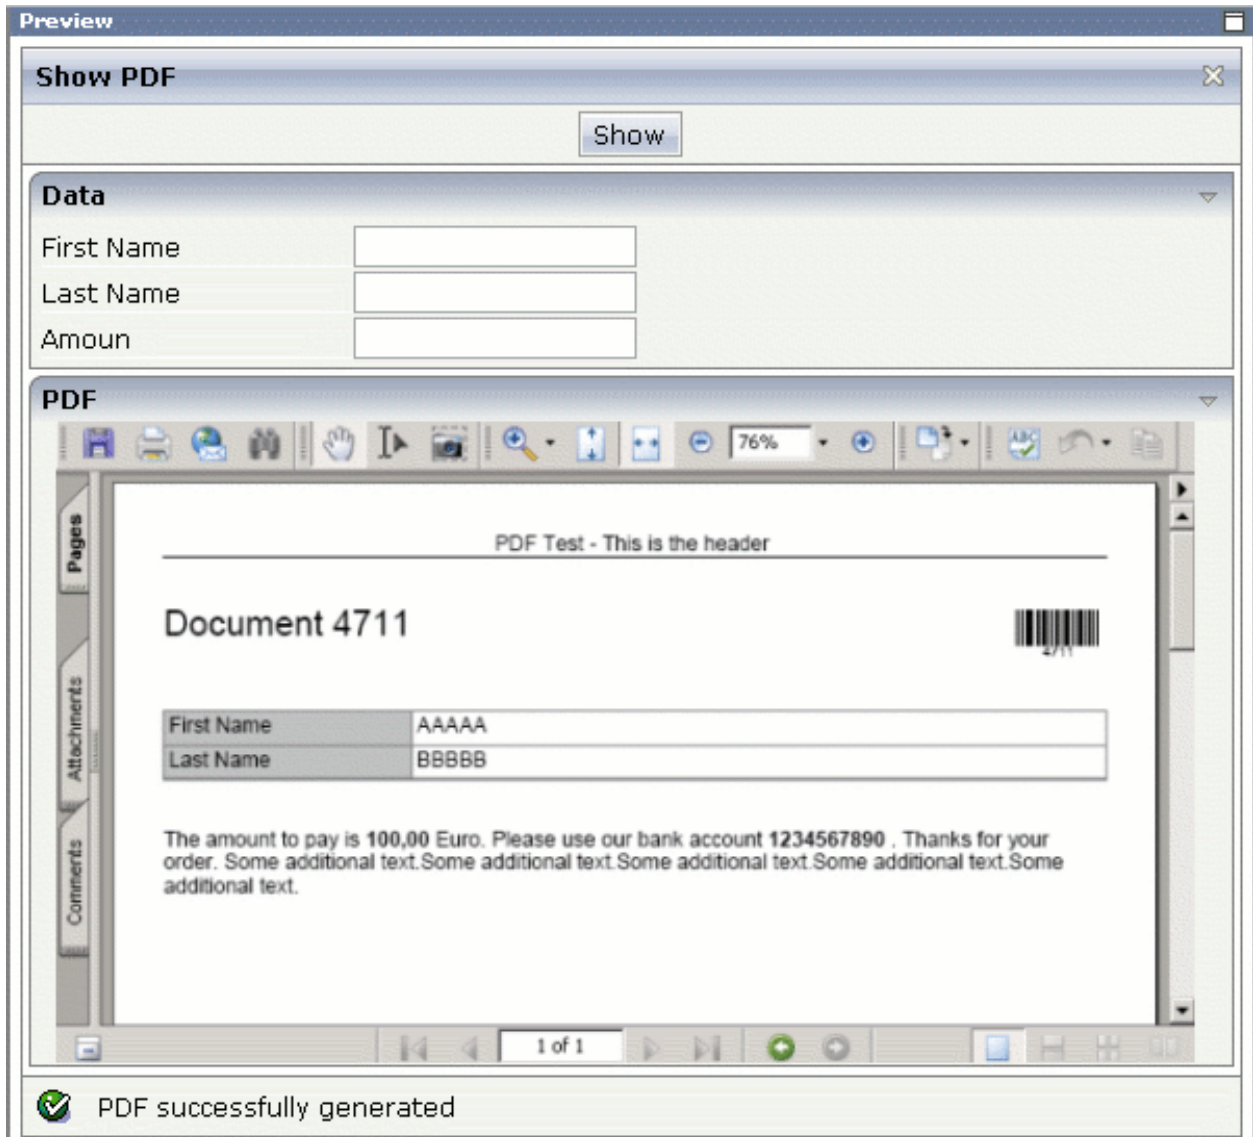 Preview
Show PDF
Show
Data
First Name
Last Name
Amoun
PDF
76%
ABC
Pages
Attachments
Comments
PDF Test - This is the header
Document 4711
4711
First Name AAAAA
Last Name BBBBB
The amount to pay is 100,00 Euro. Please use our bank account 1234567890 . Thanks for your
order. Some additional text.Some additional text.Some additional text.Some additional text.Some
additional text.
1 of 1
PDF successfully generated